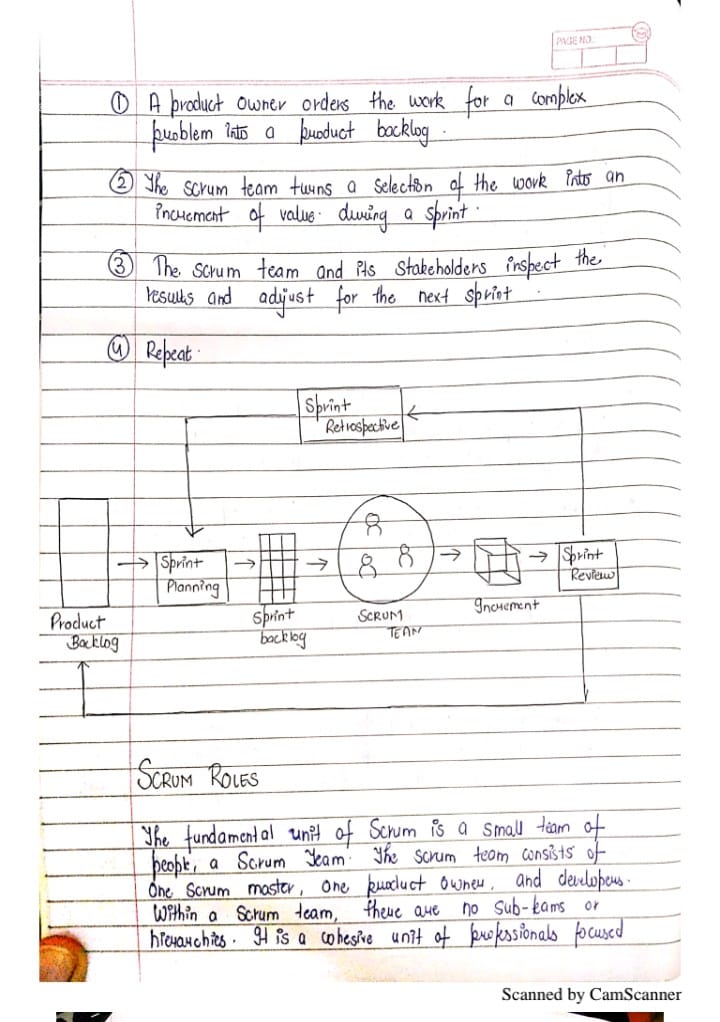 PAGE NO.
① A product owner orders the work for a complex
problem into a product backlog.
② The scrum team turns a selection of the work into an
increment of value during a sprint.
③ The scrum team and its stakeholders inspect the
results and adjust for the next sprint.
④ Repeat.
Sprint
Retrospective
Sprint
Planning
Sprint
Review
Product
Backlog
Sprint
backlog
SCRUM
TEAM
Increment
SCRUM ROLES
The fundamental unit of Scrum is a small team of
people, a Scrum Team. The scrum team consists of
One Scrum master, one product owner, and developers.
Within a Scrum team, there are no sub-teams or
hierarchies. It is a cohesive unit of professionals focused
Scanned by CamScanner